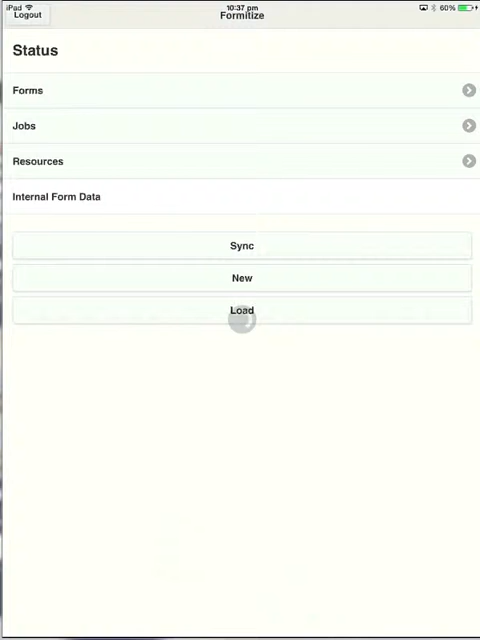 iPad 10:37 pm 60%
Logout Formitize
Status
Forms
Jobs
Resources
Internal Form Data
Sync
New
Load